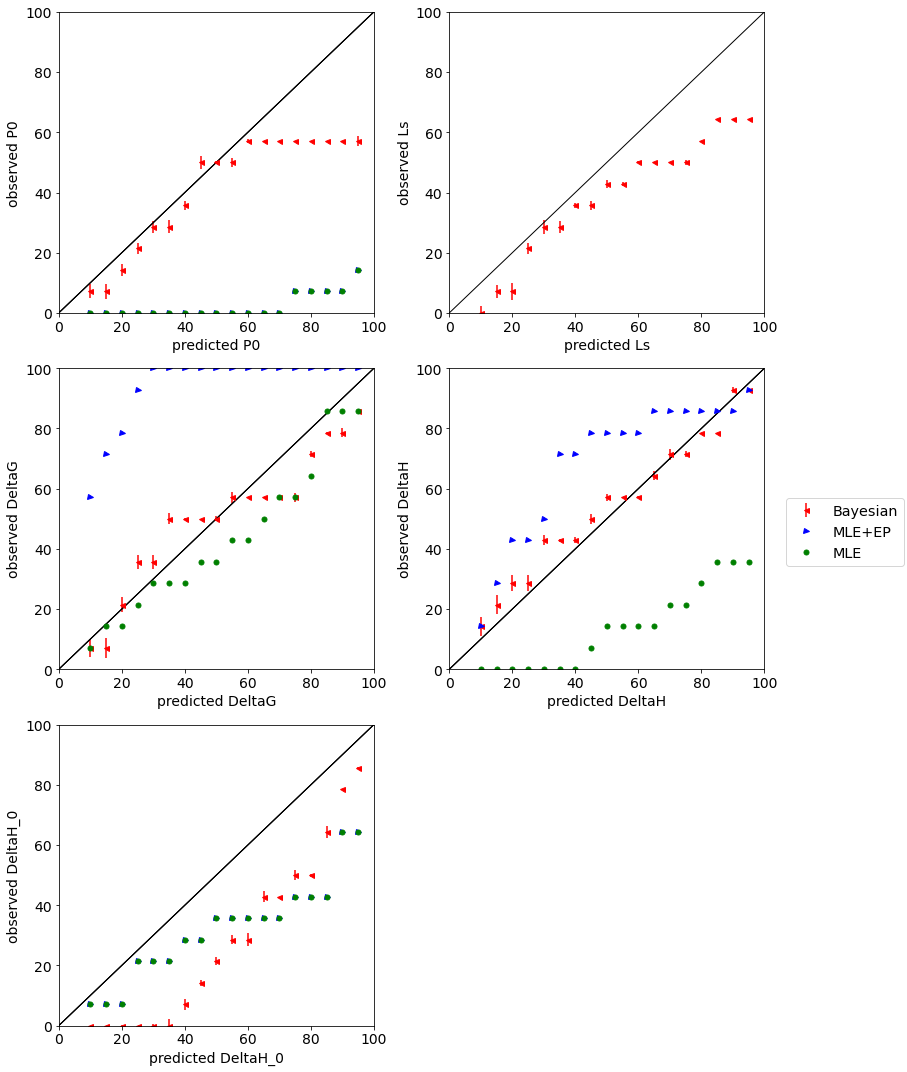 100
80
60
40
20
0
observed P0
0 20 40 60 80 100
predicted P0
100
80
60
40
20
0
observed Ls
0 20 40 60 80 100
predicted Ls
100
80
60
40
20
0
observed DeltaG
0 20 40 60 80 100
predicted DeltaG
100
80
60
40
20
0
observed DeltaH
0 20 40 60 80 100
predicted DeltaH
Bayesian
MLE+EP
MLE
100
80
60
40
20
0
observed DeltaH_0
0 20 40 60 80 100
predicted DeltaH_0